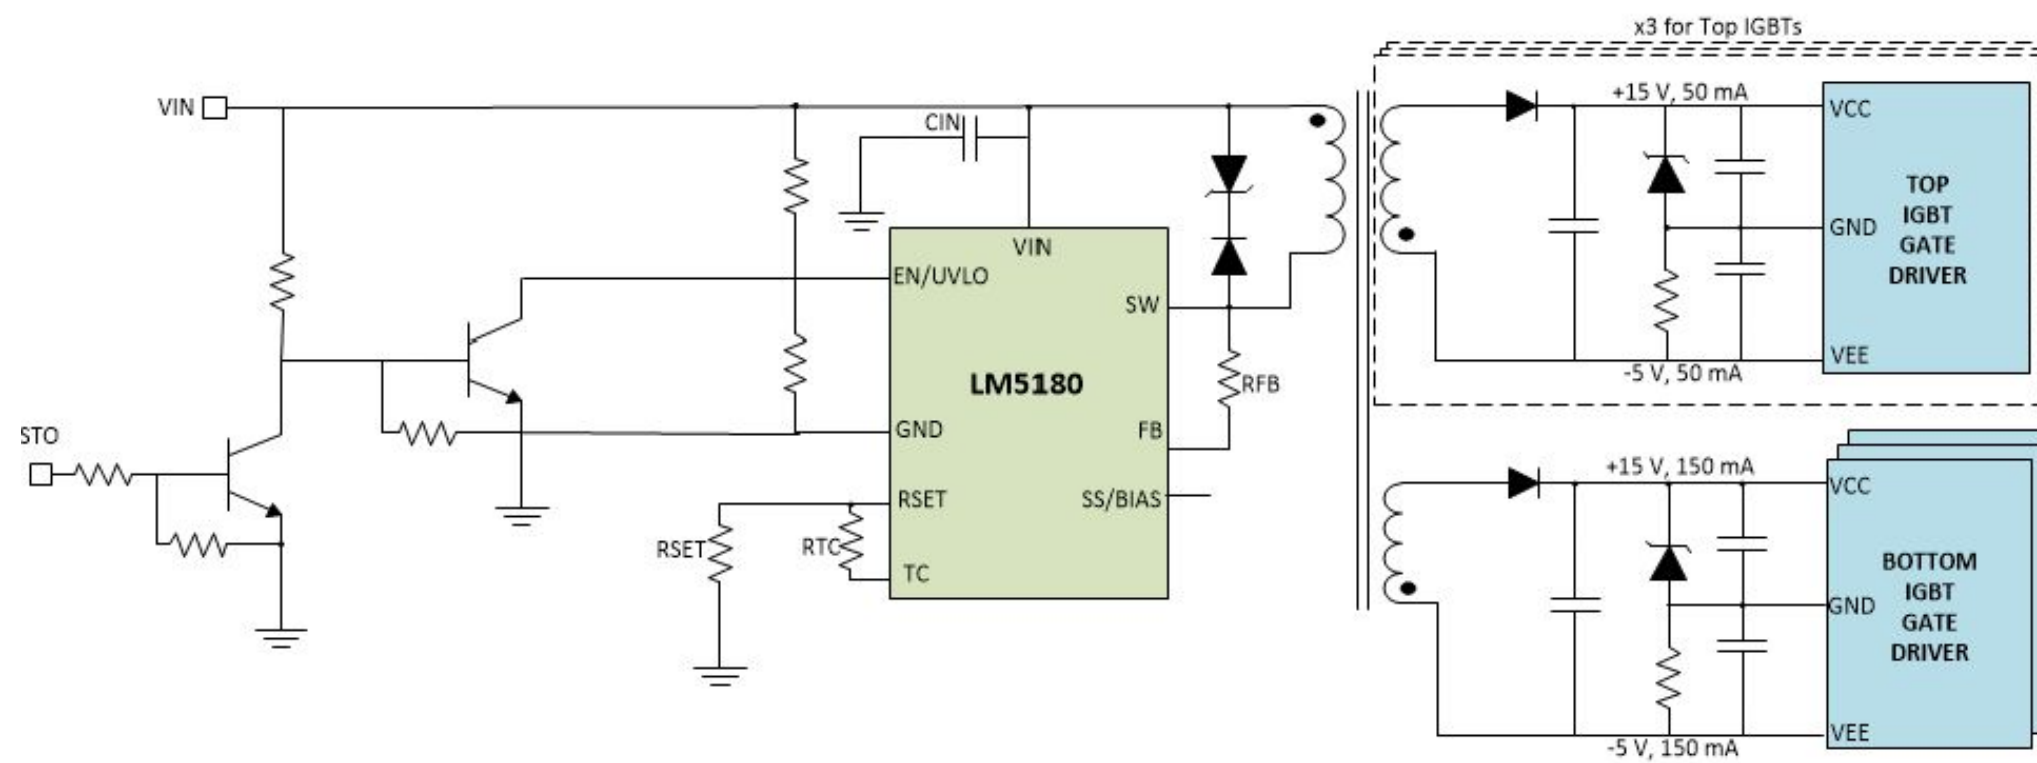 x3 for Top IGBTs
VIN
CIN
+15 V, 50 mA
VCC
TOP
IGBT
GATE
DRIVER
GND
VEE
-5 V, 50 mA
VIN
EN/UVLO
SW
LM5180
RFB
GND
FB
STO
RSET
SS/BIAS
RSET
RTC
TC
+15 V, 150 mA
VCC
BOTTOM
IGBT
GATE
DRIVER
GND
VEE
-5 V, 150 mA